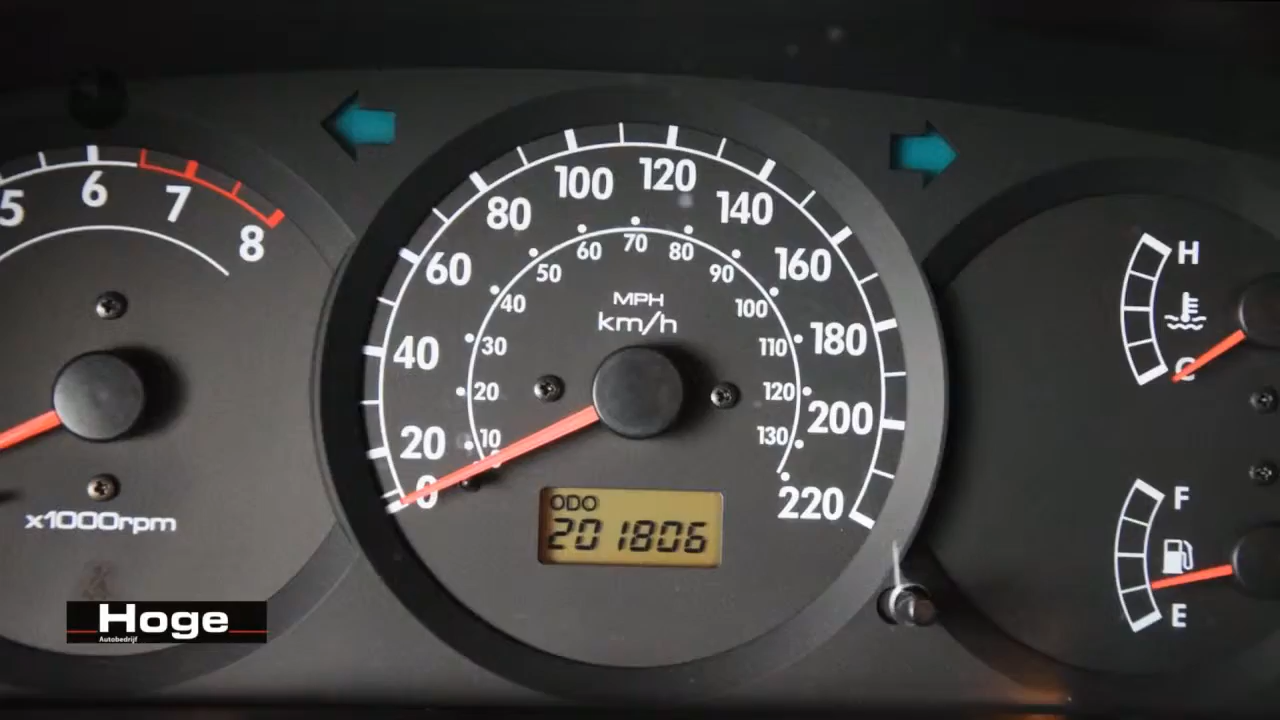 5 6 7 8
x1000rpm
0 20 40 60 80 100 120 140 160 180 200 220
10 20 30 40 50 60 70 80 90 100 110 120 130
MPH
km/h
ODO
201806
H
C
F
E
Hoge
Autobedrijf